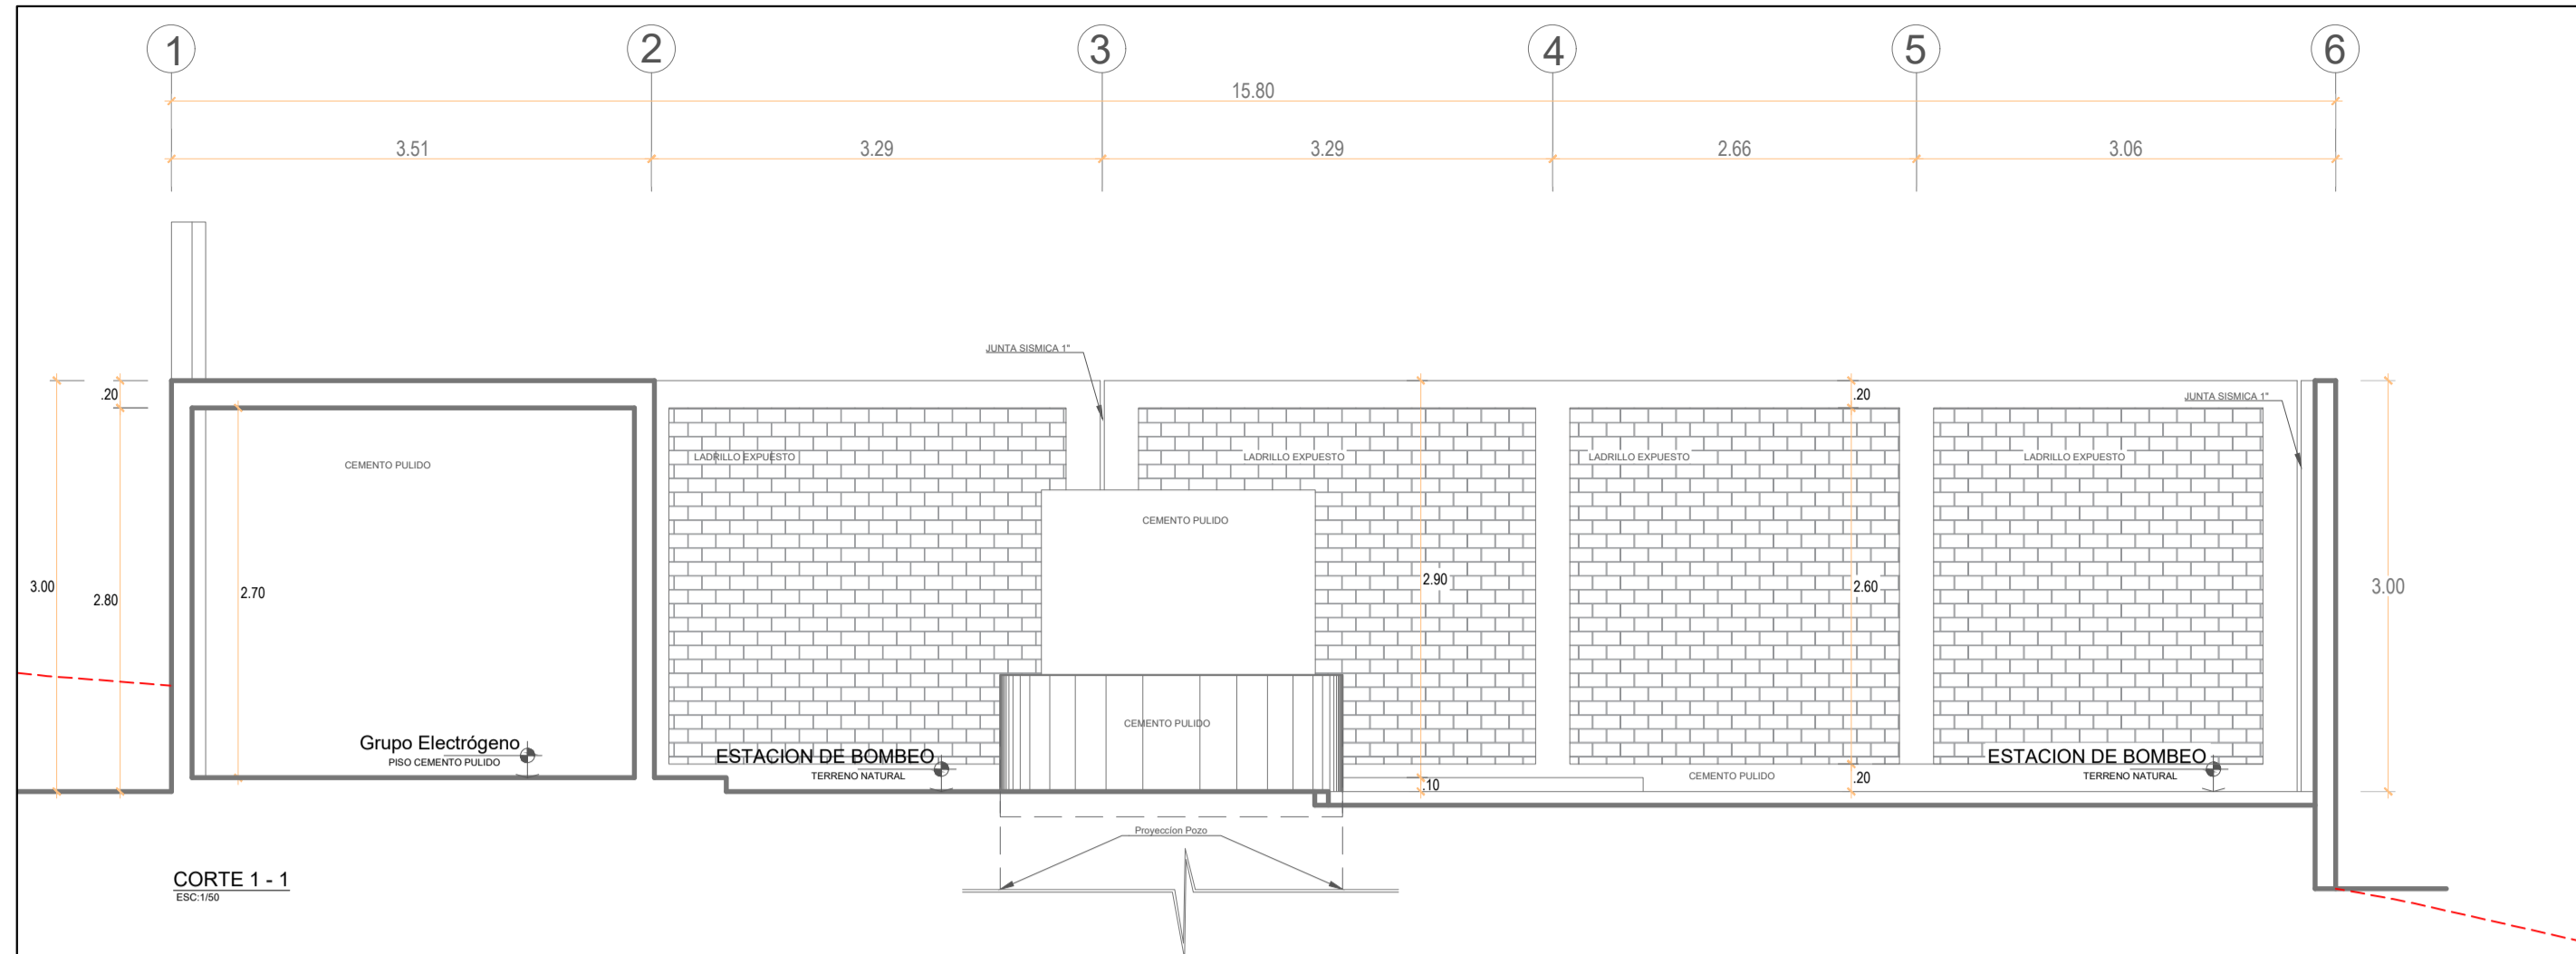 1 2 3 4 5 6
15.80
3.51 3.29 3.29 2.66 3.06
JUNTA SISMICA 1"
.20 .20
JUNTA SISMICA 1"
LADRILLO EXPUESTO LADRILLO EXPUESTO LADRILLO EXPUESTO LADRILLO EXPUESTO
CEMENTO PULIDO
CEMENTO PULIDO
3.00 2.80 2.70 2.90 2.60 3.00
CEMENTO PULIDO
Grupo Electrógeno
PISO CEMENTO PULIDO
ESTACION DE BOMBEO
TERRENO NATURAL
.10
CEMENTO PULIDO
.20
ESTACION DE BOMBEO
TERRENO NATURAL
Proyeccion Pozo
CORTE 1 - 1
ESC:1/50